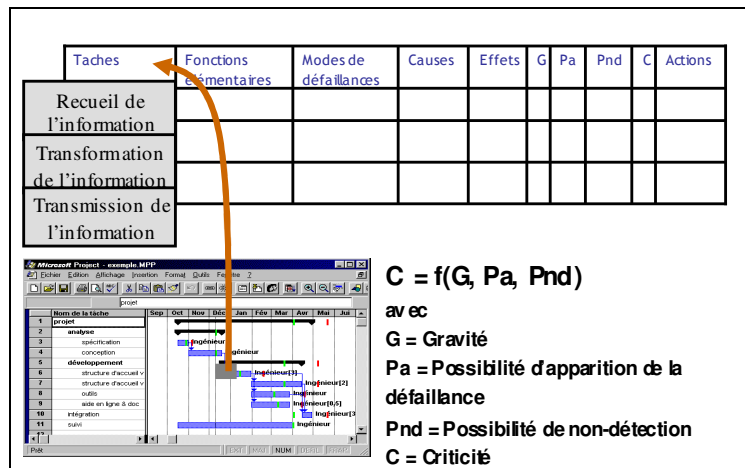 Taches Fonctions élémentaires Modes de défaillances Causes Effets G Pa Pnd C Actions
Recueil de
l'information
Transformation
de l'information
Transmission de
l'information
Microsoft Project - exemple.MPP
Fichier Edition Affichage Insertion Format Outils Fenêtre ?
projet
Nom de la tâche Sep Oct Nov Déc Jan Fév Mar Avr Mai Jui
1 projet
2 analyse
3 spécification Ingénieur
4 conception Ingénieur
5 développement
6 structure d'accueil v Ingénieur[3]
7 structure d'accueil v Ingénieur[2]
8 outils Ingénieur
9 aide en ligne & doc Ingénieur[0,5]
10 intégration Ingénieur[3
11 suivi Ingénieur
12
Prêt EXT MAJ NUM DEFIL FRAP
C = f(G, Pa, Pnd)
avec
G = Gravité
Pa = Possibilité d'apparition de la
défaillance
Pnd = Possibilité de non-détection
C = Criticité